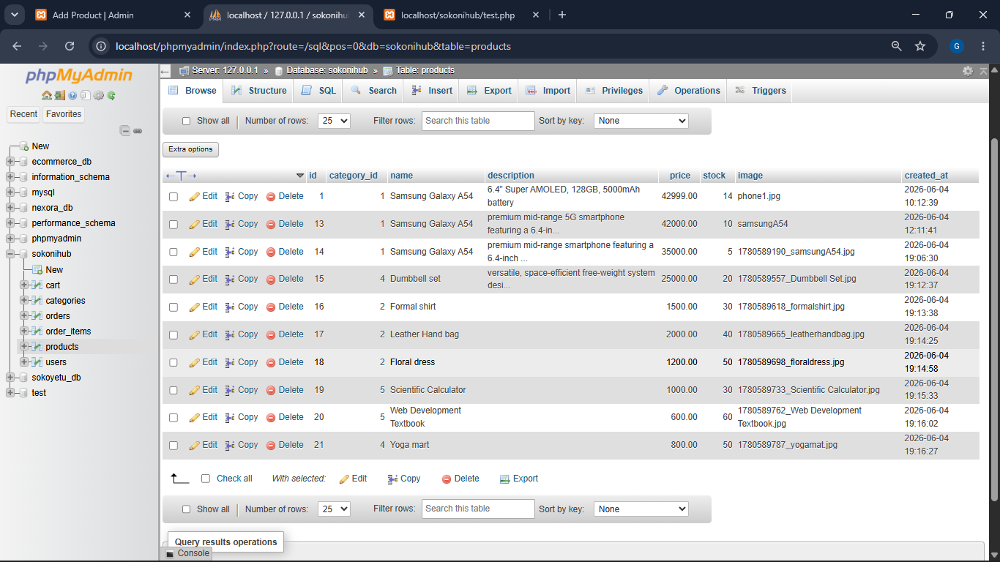 Add Product | Admin
localhost / 127.0.0.1 / sokonihu
localhost/sokonihub/test.php
localhost/phpmyadmin/index.php?route=/sql&pos=0&db=sokonihub&table=products
G
phpMyAdmin
Recent Favorites
New
ecommerce_db
information_schema
mysql
nexora_db
performance_schema
phpmyadmin
sokonihub
New
cart
categories
orders
order_items
products
users
sokoyetu_db
test
Server: 127.0.0.1 » Database: sokonihub » Table: products
Browse Structure SQL Search Insert Export Import Privileges Operations Triggers
Show all Number of rows: 25 Filter rows: Search this table Sort by key: None
Extra options
←T→ id category_id name description price stock image created_at
Edit Copy Delete 1 1 Samsung Galaxy A54 6.4" Super AMOLED, 128GB, 5000mAh battery 42999.00 14 phone1.jpg 2026-06-04 10:12:39
Edit Copy Delete 13 1 Samsung Galaxy A54 premium mid-range 5G smartphone featuring a 6.4-in... 42000.00 10 samsungA54 2026-06-04 12:11:41
Edit Copy Delete 14 1 Samsung Galaxy A54 premium mid-range smartphone featuring a 6.4-inch ... 35000.00 5 1780589190_samsungA54.jpg 2026-06-04 19:06:30
Edit Copy Delete 15 4 Dumbbell set versatile, space-efficient free-weight system desi... 25000.00 20 1780589557_Dumbbell Set.jpg 2026-06-04 19:12:37
Edit Copy Delete 16 2 Formal shirt 1500.00 30 1780589618_formalshirt.jpg 2026-06-04 19:13:38
Edit Copy Delete 17 2 Leather Hand bag 2000.00 40 1780589665_leatherhandbag.jpg 2026-06-04 19:14:25
Edit Copy Delete 18 2 Floral dress 1200.00 50 1780589698_floraldress.jpg 2026-06-04 19:14:58
Edit Copy Delete 19 5 Scientific Calculator 1000.00 30 1780589733_Scientific Calculator.jpg 2026-06-04 19:15:33
Edit Copy Delete 20 5 Web Development Textbook 600.00 60 1780589762_Web Development Textbook.jpg 2026-06-04 19:16:02
Edit Copy Delete 21 4 Yoga mart 800.00 50 1780589787_yogamat.jpg 2026-06-04 19:16:27
Check all With selected: Edit Copy Delete Export
Show all Number of rows: 25 Filter rows: Search this table Sort by key: None
Query results operations
Console